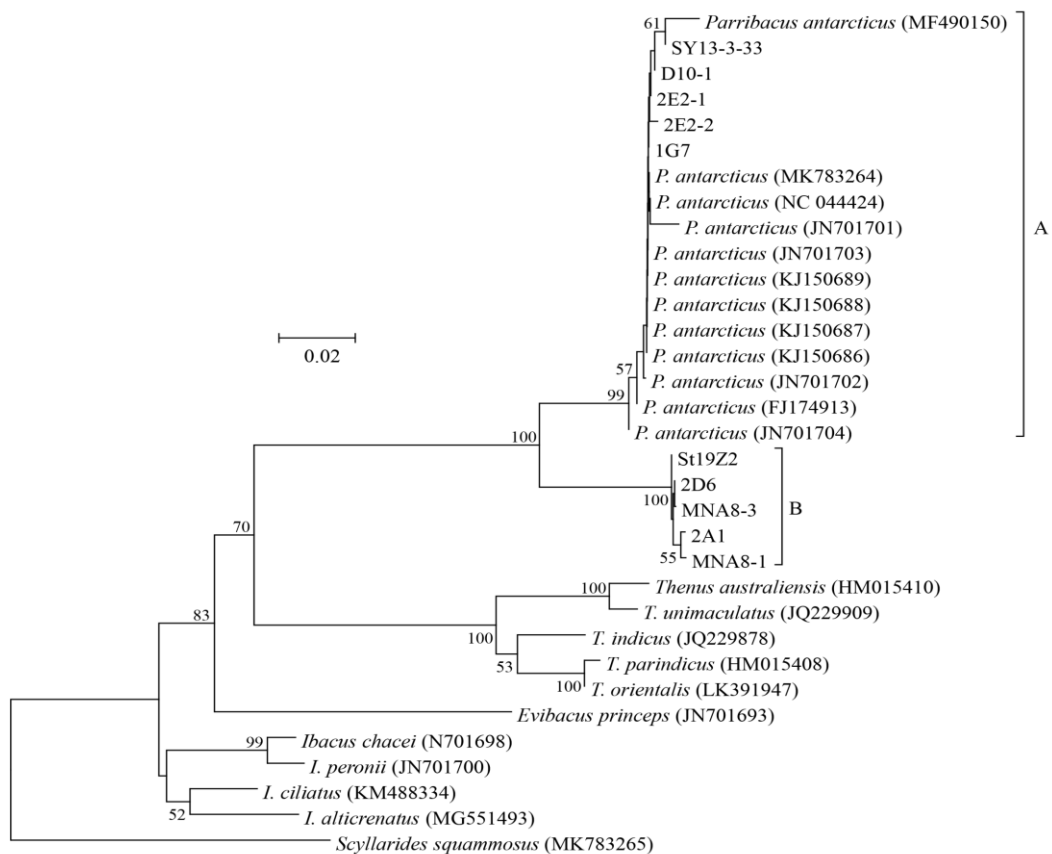 61
Parribacus antarcticus (MF490150)
SY13-3-33
D10-1
2E2-1
2E2-2
1G7
P. antarcticus (MK783264)
P. antarcticus (NC 044424)
P. antarcticus (JN701701)
A
P. antarcticus (JN701703)
P. antarcticus (KJ150689)
P. antarcticus (KJ150688)
0.02
P. antarcticus (KJ150687)
P. antarcticus (KJ150686)
57
P. antarcticus (JN701702)
99
P. antarcticus (FJ174913)
P. antarcticus (JN701704)
100
St19Z2
2D6
100
MNA8-3
B
2A1
55
MNA8-1
70
100
Thenus australiensis (HM015410)
T. unimaculatus (JQ229909)
83
100
T. indicus (JQ229878)
53
T. parindicus (HM015408)
100
T. orientalis (LK391947)
Evibacus princeps (JN701693)
99
Ibacus chacei (N701698)
I. peronii (JN701700)
I. ciliatus (KM488334)
52
I. alticrenatus (MG551493)
Scyllarides squammosus (MK783265)